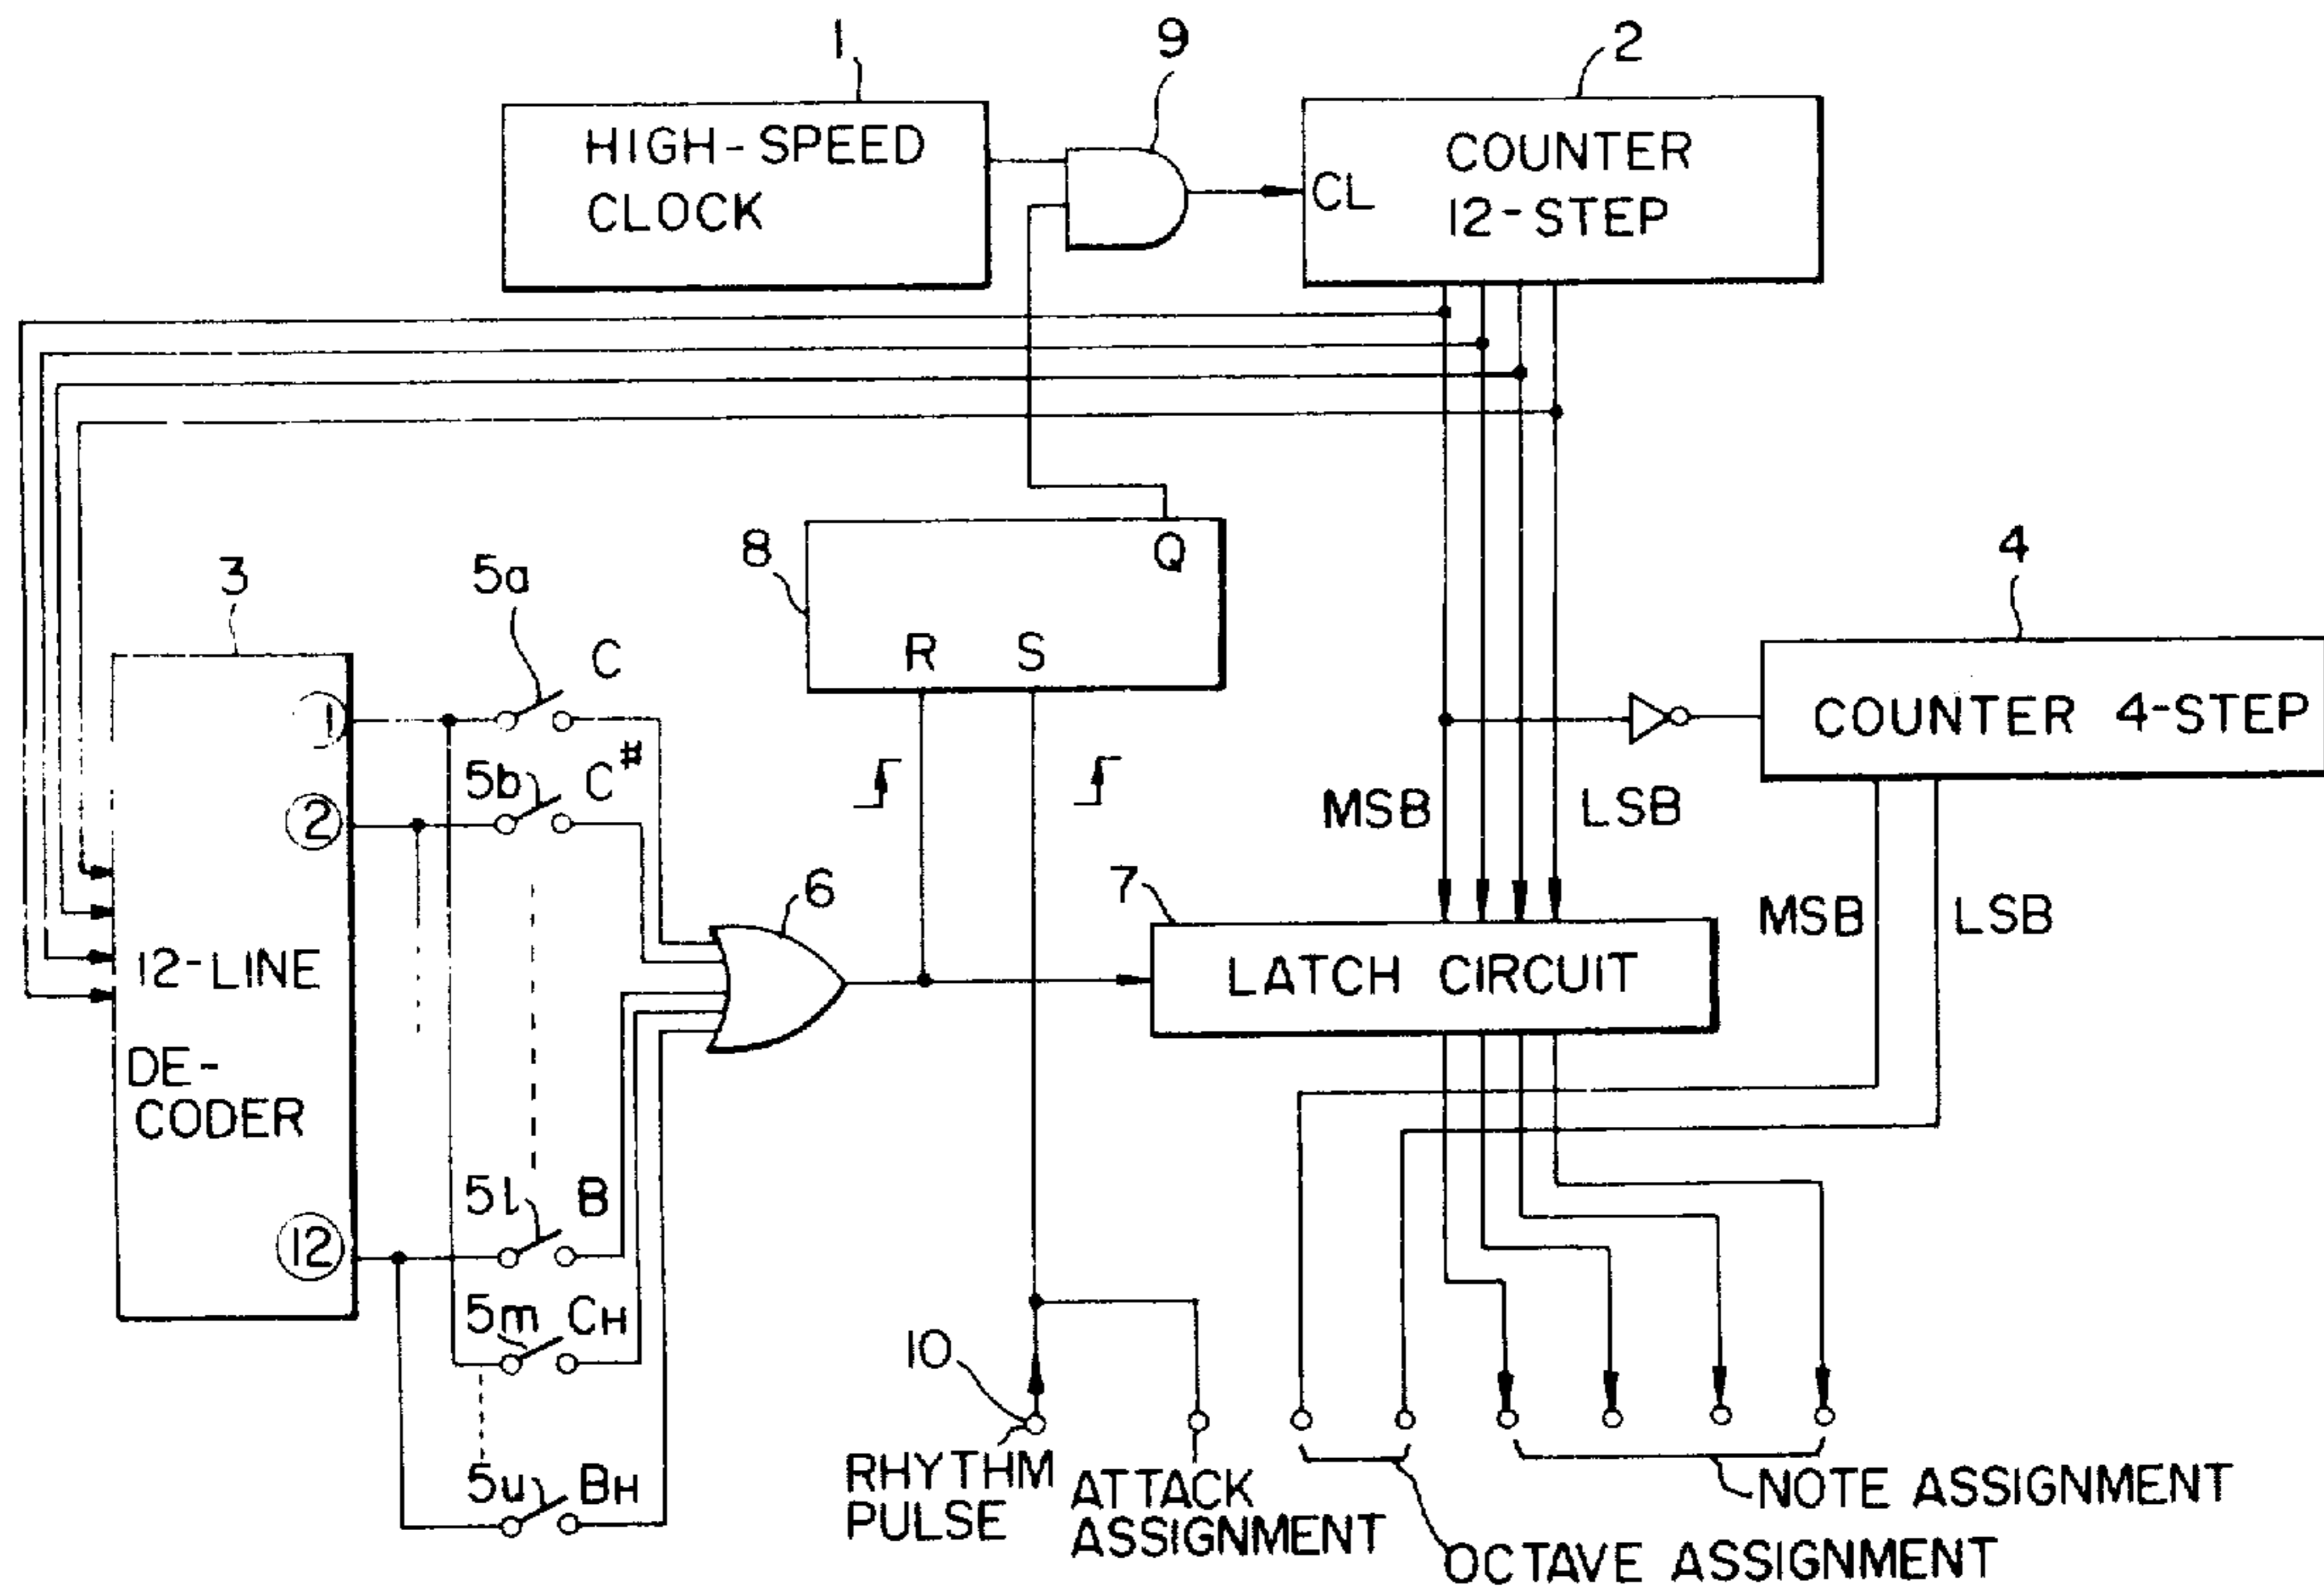 1
9
2
HIGH-SPEED
CLOCK
CL
COUNTER
12-STEP
8
Q
R S
3
5a
C
4
COUNTER 4-STEP
1
5b
C#
2
MSB
LSB
7
6
MSB
LSB
12-LINE
DE-
CODER
LATCH CIRCUIT
5l
B
12
5m
CH
10
5u
BH
RHYTHM
PULSE
ATTACK
ASSIGNMENT
NOTE ASSIGNMENT
OCTAVE ASSIGNMENT